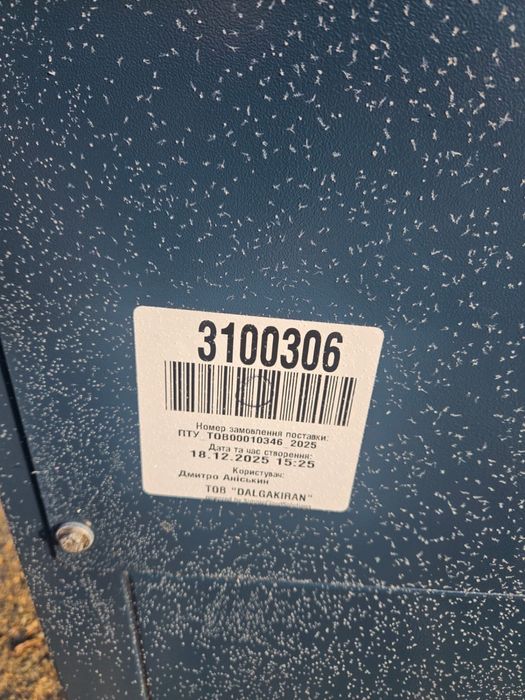 3100306
Номер замовлення поставки:
ПТУ_ТОВ00010346_2025
Дата та час створення:
18.12.2025 15:25
Користувач:
Дмитро Аніськин
ТОВ "DALGAKIRAN"